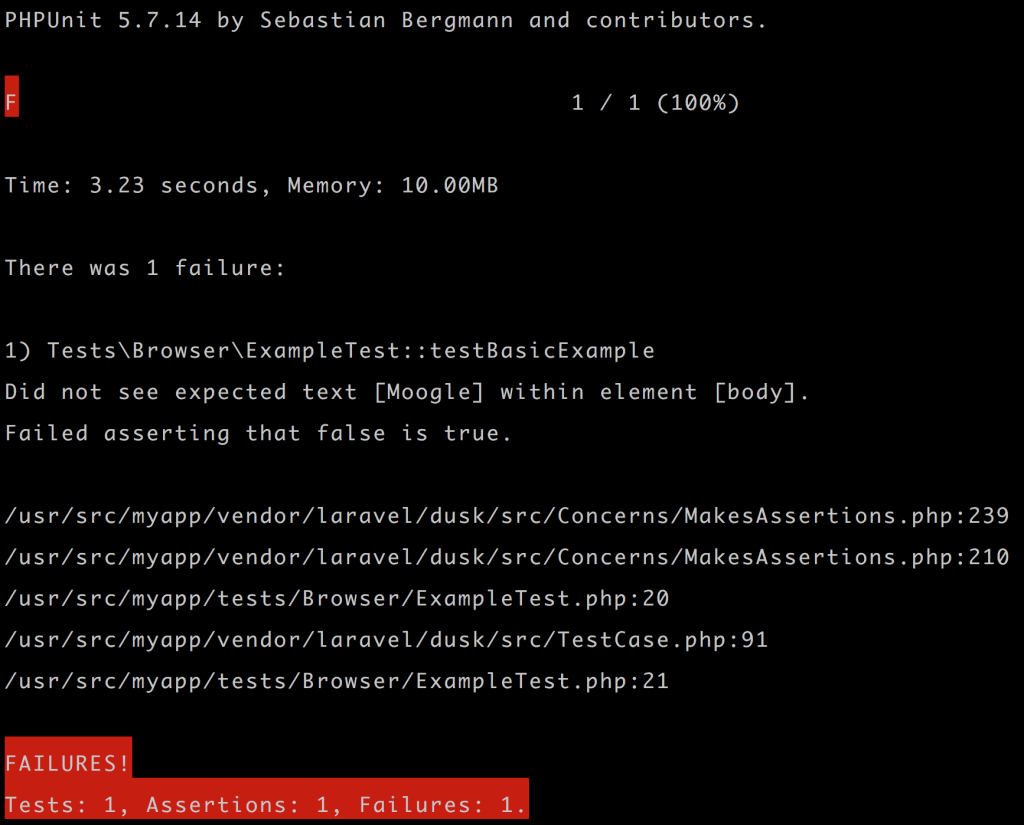 PHPUnit 5.7.14 by Sebastian Bergmann and contributors.
F 1 / 1 (100%)
Time: 3.23 seconds, Memory: 10.00MB
There was 1 failure:
1) Tests\Browser\ExampleTest::testBasicExample
Did not see expected text [Moogle] within element [body].
Failed asserting that false is true.
/usr/src/myapp/vendor/laravel/dusk/src/Concerns/MakesAssertions.php:239
/usr/src/myapp/vendor/laravel/dusk/src/Concerns/MakesAssertions.php:210
/usr/src/myapp/tests/Browser/ExampleTest.php:20
/usr/src/myapp/vendor/laravel/dusk/src/TestCase.php:91
/usr/src/myapp/tests/Browser/ExampleTest.php:21
FAILURES!
Tests: 1, Assertions: 1, Failures: 1.